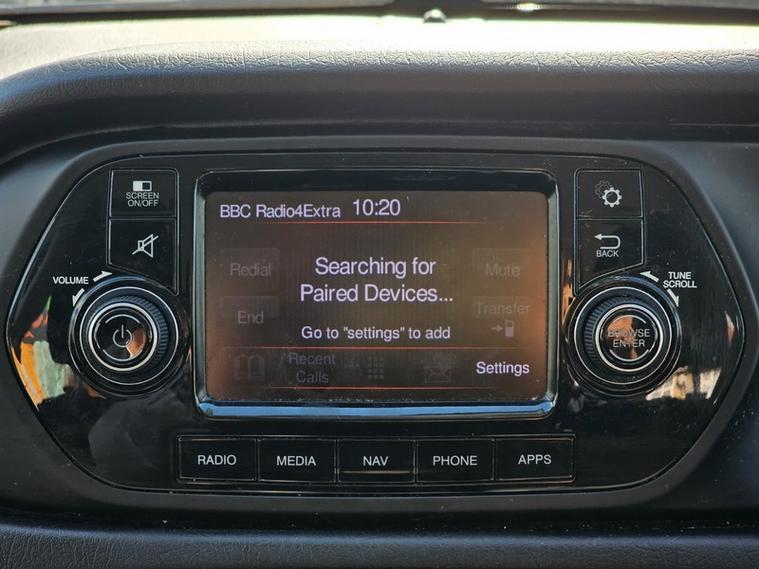 SCREEN
ON/OFF
BBC Radio4Extra 10:20
BACK
VOLUME
TUNE
SCROLL
Redial
Searching for
Paired Devices...
Mute
End
Go to "settings" to add
Transfer
BROWSE
ENTER
Recent
Calls
Settings
RADIO
MEDIA
NAV
PHONE
APPS